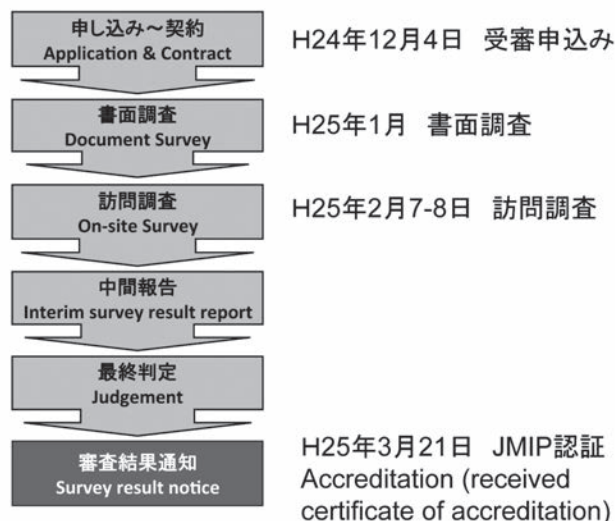 申し込み～契約
Application & Contract
H24年12月4日 受審申込み
書面調査
Document Survey
H25年1月 書面調査
訪問調査
On-site Survey
H25年2月7-8日 訪問調査
中間報告
Interim survey result report
最終判定
Judgement
審査結果通知
Survey result notice
H25年3月21日 JMIP認証
Accreditation (received
certificate of accreditation)